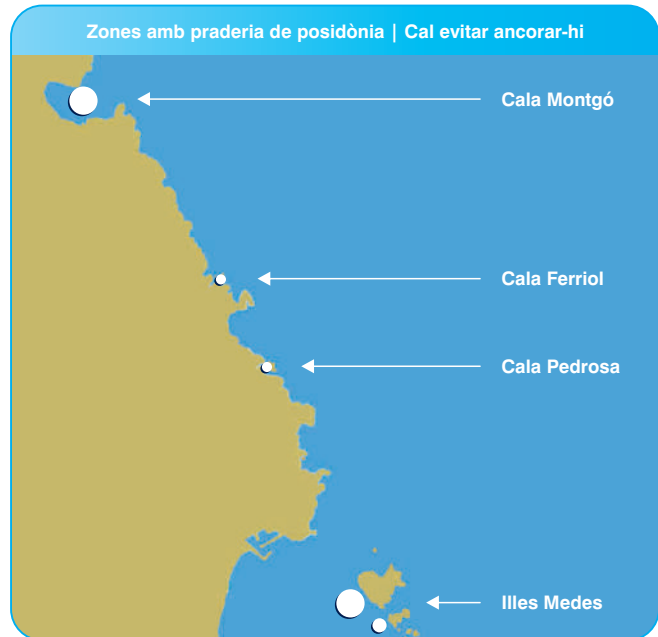 Zones amb praderia de posidònia | Cal evitar ancorar-hi
Cala Montgó
Cala Ferriol
Cala Pedrosa
Illes Medes